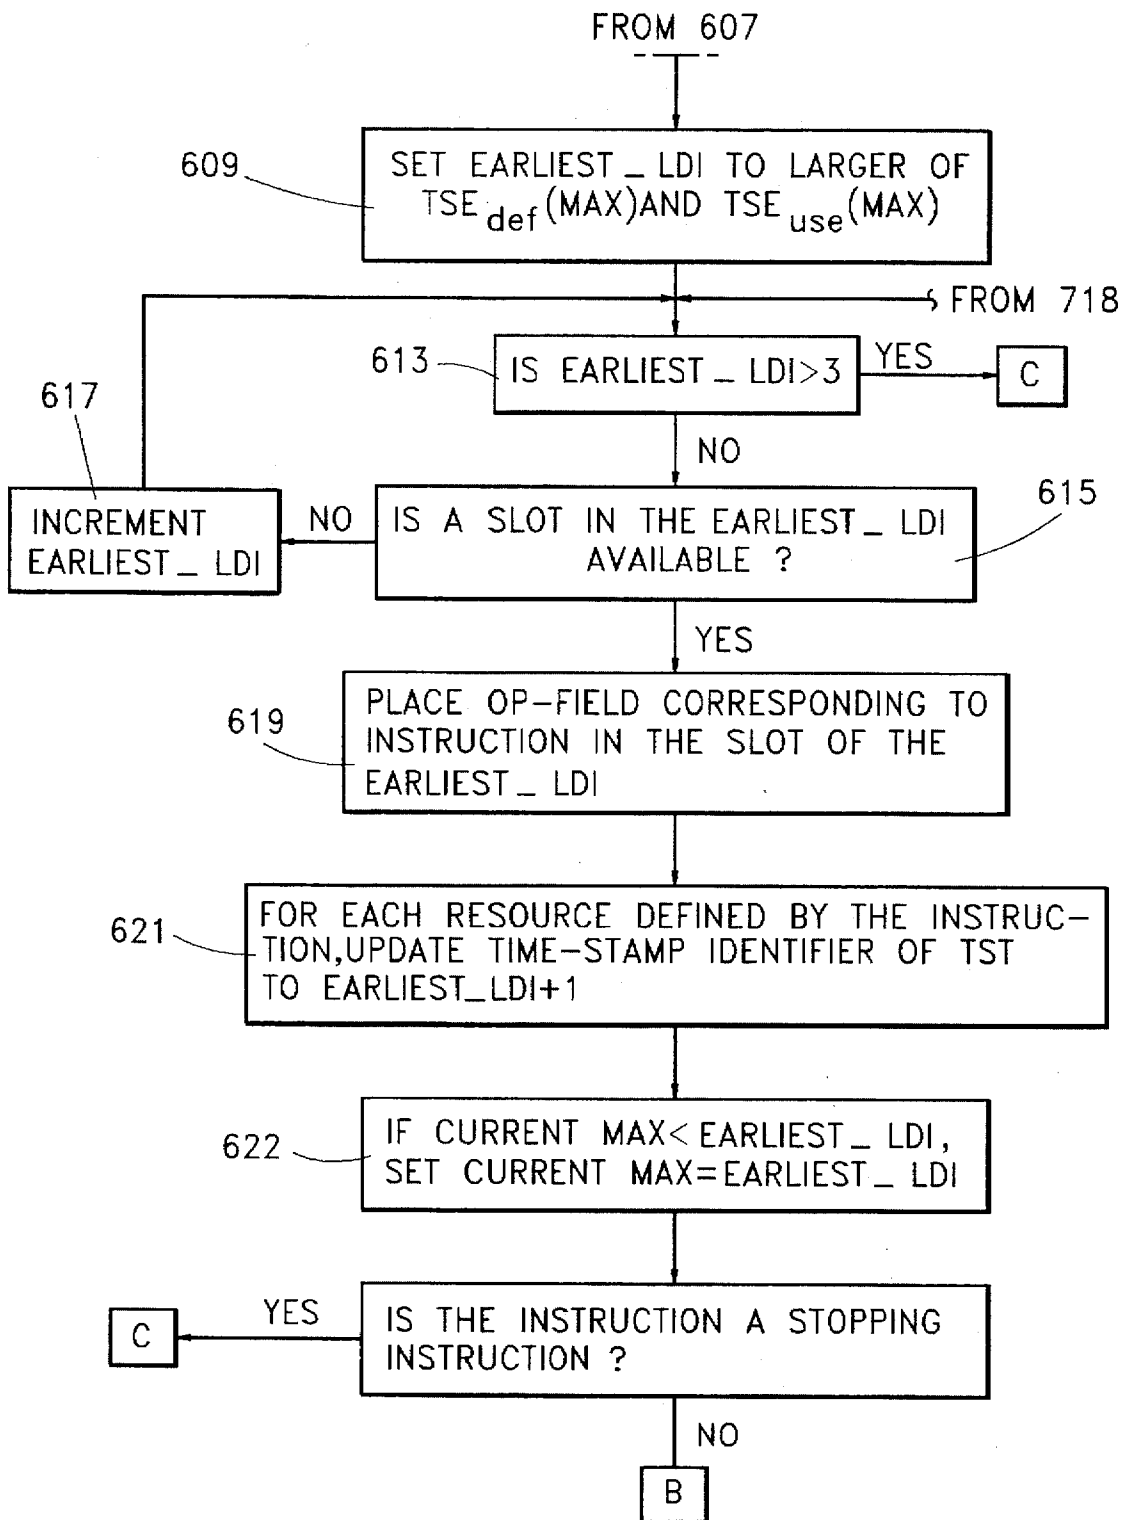 FROM 607
609
SET EARLIEST_LDI TO LARGER OF
TSEdef(MAX)AND TSEuse(MAX)
FROM 718
613
IS EARLIEST_LDI>3
YES
C
617
NO
615
INCREMENT
EARLIEST_LDI
NO
IS A SLOT IN THE EARLIEST_LDI
AVAILABLE ?
YES
619
PLACE OP-FIELD CORRESPONDING TO
INSTRUCTION IN THE SLOT OF THE
EARLIEST_LDI
621
FOR EACH RESOURCE DEFINED BY THE INSTRUC-
TION,UPDATE TIME-STAMP IDENTIFIER OF TST
TO EARLIEST_LDI+1
622
IF CURRENT MAX<EARLIEST_LDI,
SET CURRENT MAX=EARLIEST_LDI
C
YES
IS THE INSTRUCTION A STOPPING
INSTRUCTION ?
NO
B